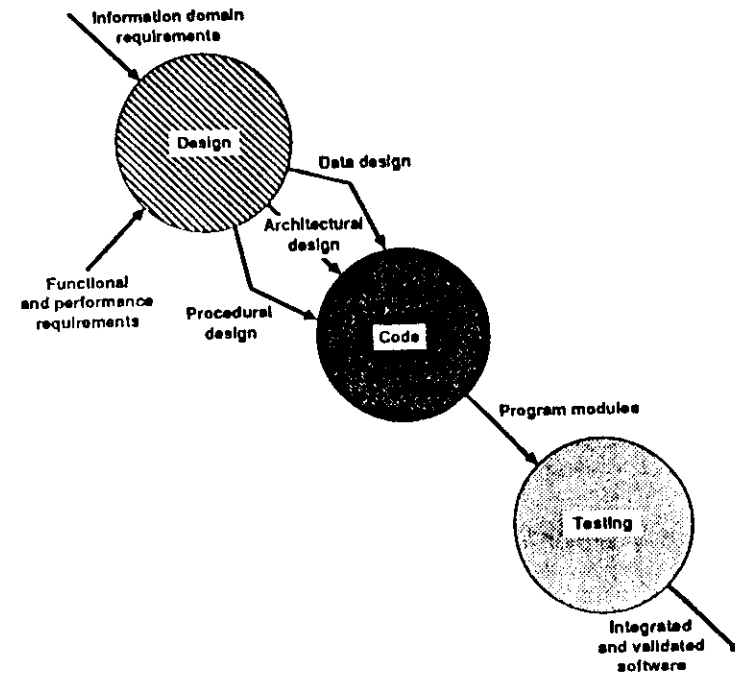 Information domain
requirements
Design
Data design
Architectural
design
Functional
and performance
requirements
Procedural
design
Code
Program modules
Testing
Integrated
and validated
software